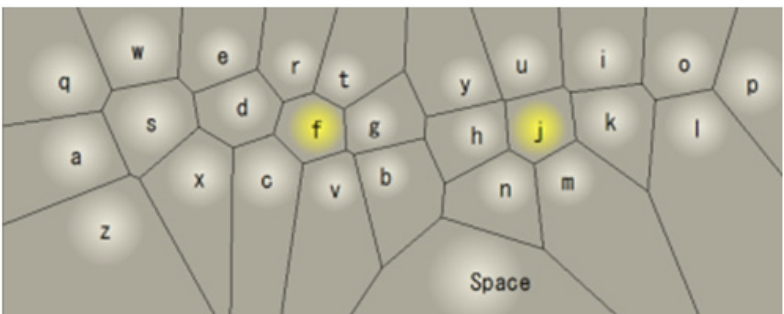 q w e r t y u i o p
a s d f g h j k l
z x c v b n m
Space